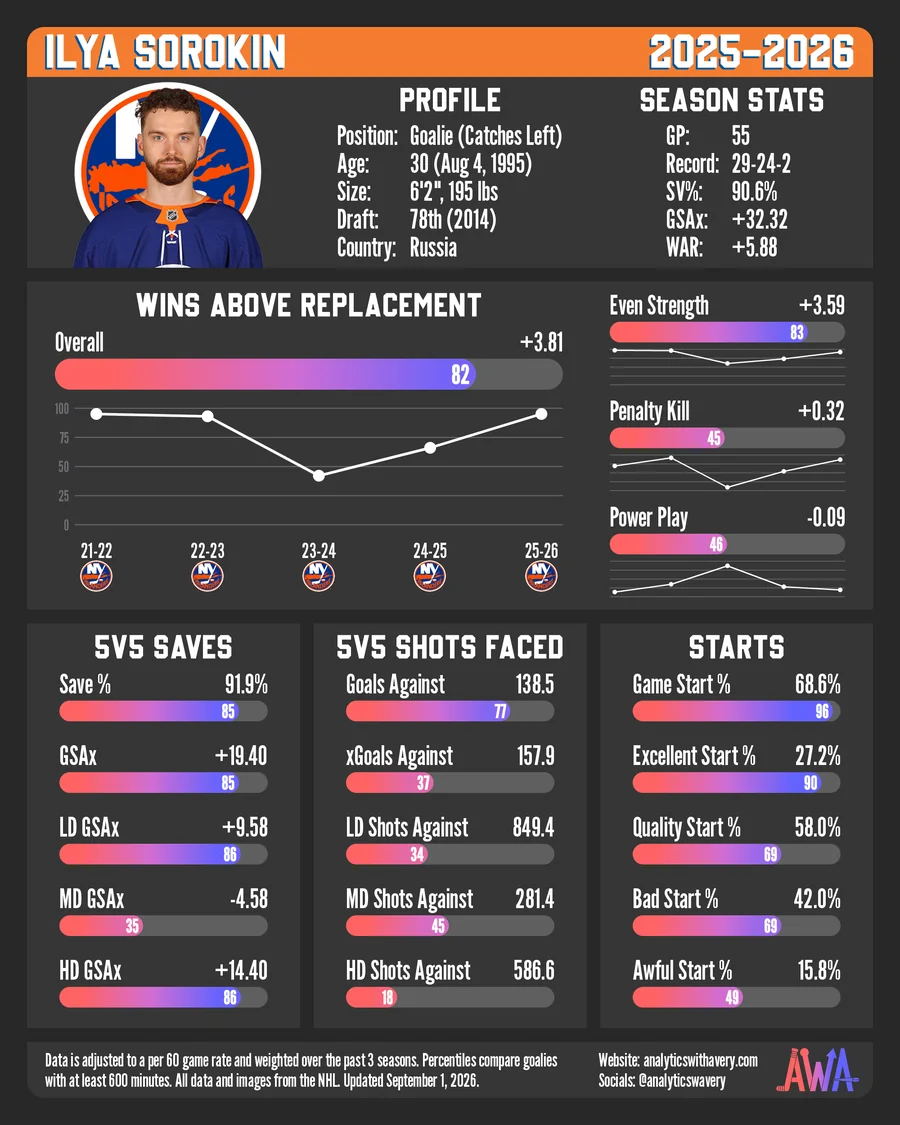 ILYA SOROKIN 2025-2026
PROFILE
Position: Goalie (Catches Left)
Age: 30 (Aug 4, 1995)
Size: 6'2", 195 lbs
Draft: 78th (2014)
Country: Russia
SEASON STATS
GP: 55
Record: 29-24-2
SV%: 90.6%
GSAx: +32.32
WAR: +5.88
WINS ABOVE REPLACEMENT
Overall +3.81
82
100
75
50
25
0
21-22 22-23 23-24 24-25 25-26
NY NY NY NY NY
Even Strength +3.59
83
Penalty Kill +0.32
45
Power Play -0.09
46
5V5 SAVES
Save % 91.9%
85
GSAx +19.40
85
LD GSAx +9.58
86
MD GSAx -4.58
35
HD GSAx +14.40
86
5V5 SHOTS FACED
Goals Against 138.5
77
xGoals Against 157.9
37
LD Shots Against 849.4
34
MD Shots Against 281.4
45
HD Shots Against 586.6
18
STARTS
Game Start % 68.6%
96
Excellent Start % 27.2%
90
Quality Start % 58.0%
69
Bad Start % 42.0%
69
Awful Start % 15.8%
49
Data is adjusted to a per 60 game rate and weighted over the past 3 seasons. Percentiles compare goalies
with at least 600 minutes. All data and images from the NHL. Updated September 1, 2026.
Website: analyticswithavery.com
Socials: @analyticswavery
AWA